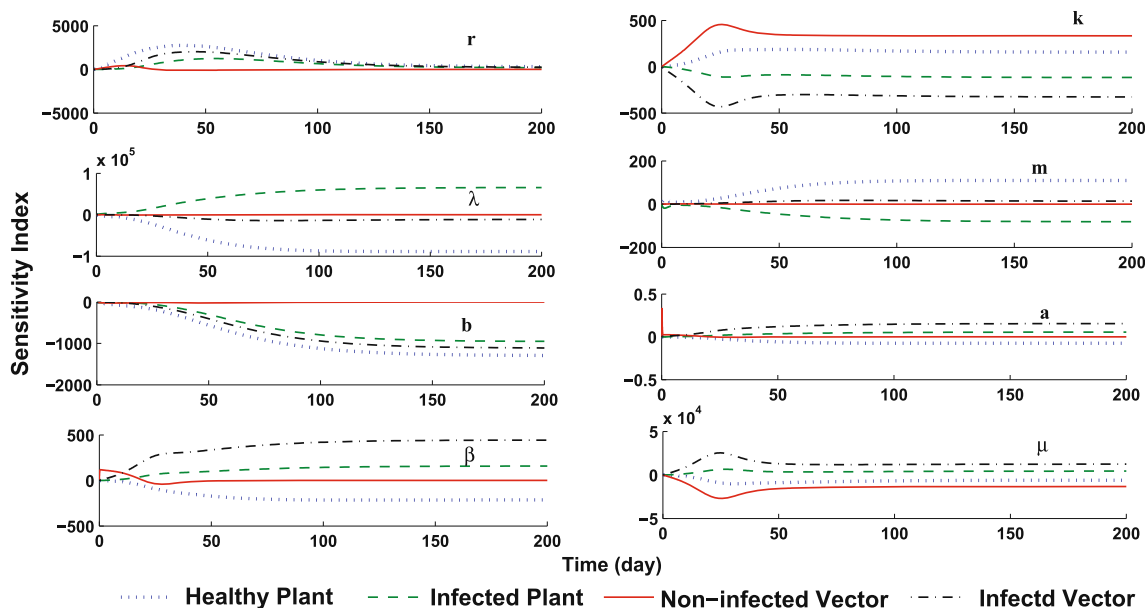 5000
0
−5000
r
0 50 100 150 200
x 10⁵
1
0
−1
λ
0 50 100 150 200
0
−1000
−2000
b
0 50 100 150 200
500
0
−500
β
0 50 100 150 200
500
0
−500
k
0 50 100 150 200
200
0
−200
m
0 50 100 150 200
0.5
0
−0.5
a
0 50 100 150 200
x 10⁴
5
0
−5
μ
0 50 100 150 200
Sensitivity Index
Time (day)
Healthy Plant Infected Plant Non−infected Vector Infectd Vector